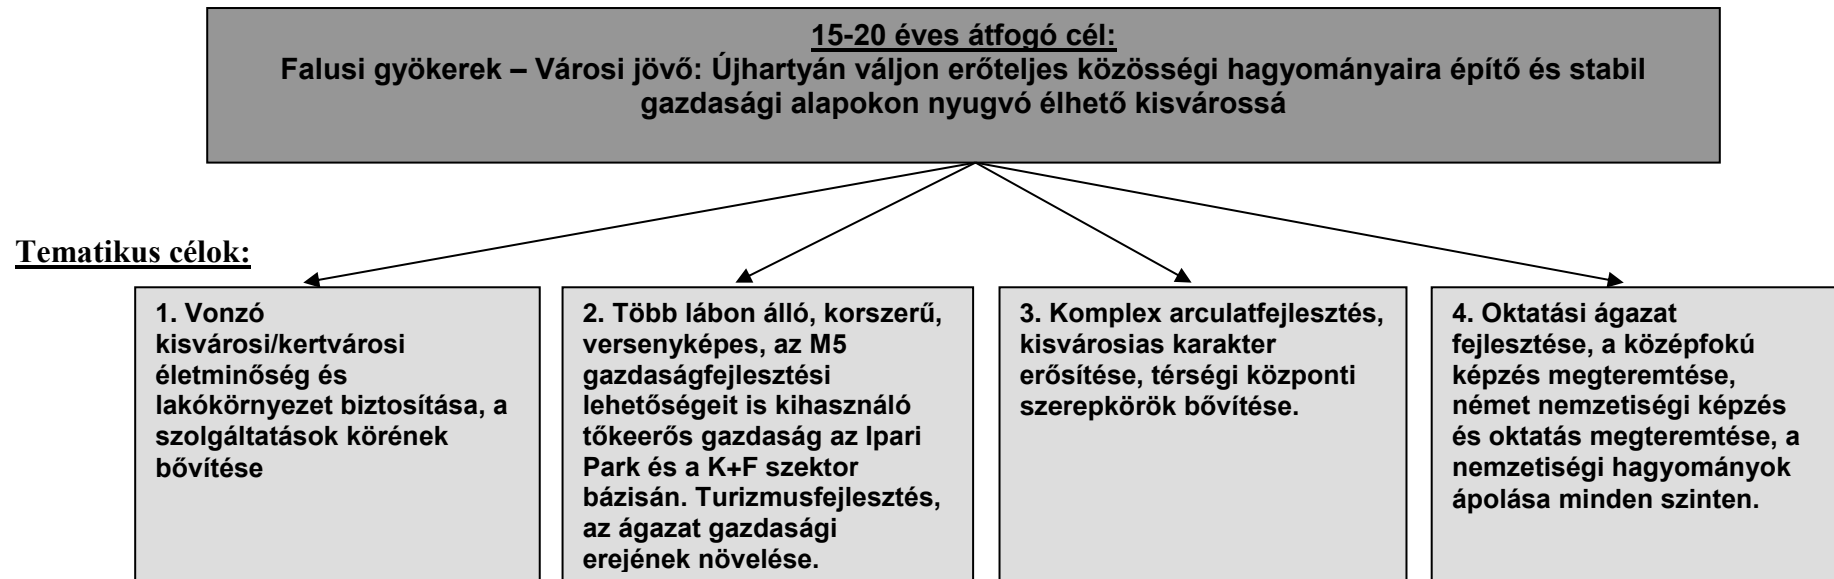 15-20 éves átfogó cél:
Falusi gyökerek – Városi jövő: Újhartyán váljon erőteljes közösségi hagyományaira építő és stabil
gazdasági alapokon nyugvó élhető kisvárossá
Tematikus célok:
1. Vonzó
kisvárosi/kertvárosi
életminőség és
lakókörnyezet biztosítása, a
szolgáltatások körének
bővítése
2. Több lábon álló, korszerű,
versenyképes, az M5
gazdaságfejlesztési
lehetőségeit is kihasználó
tőkeerős gazdaság az Ipari
Park és a K+F szektor
bázisán. Turizmusfejlesztés,
az ágazat gazdasági
erejének növelése.
3. Komplex arculatfejlesztés,
kisvárosias karakter
erősítése, térségi központi
szerepkörök bővítése.
4. Oktatási ágazat
fejlesztése, a középfokú
képzés megteremtése,
német nemzetiségi képzés
és oktatás megteremtése, a
nemzetiségi hagyományok
ápolása minden szinten.